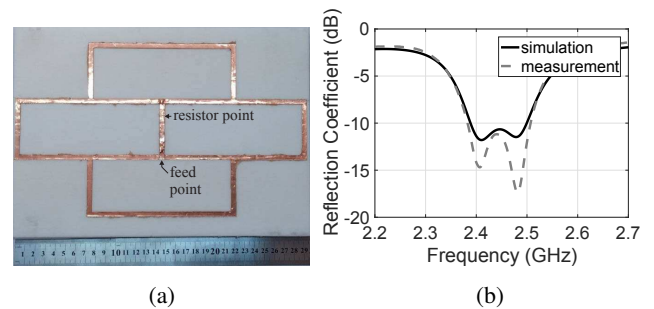 resistor point
feed
point
1 2 3 4 5 6 7 8 9 10 11 12 13 14 15 16 17 18 19 20 21 22 23 24 25 26 27 28 29
(a)
Reflection Coefficient (dB)
0
-5
-10
-15
-20
simulation
measurement
2.2 2.3 2.4 2.5 2.6 2.7
Frequency (GHz)
(b)